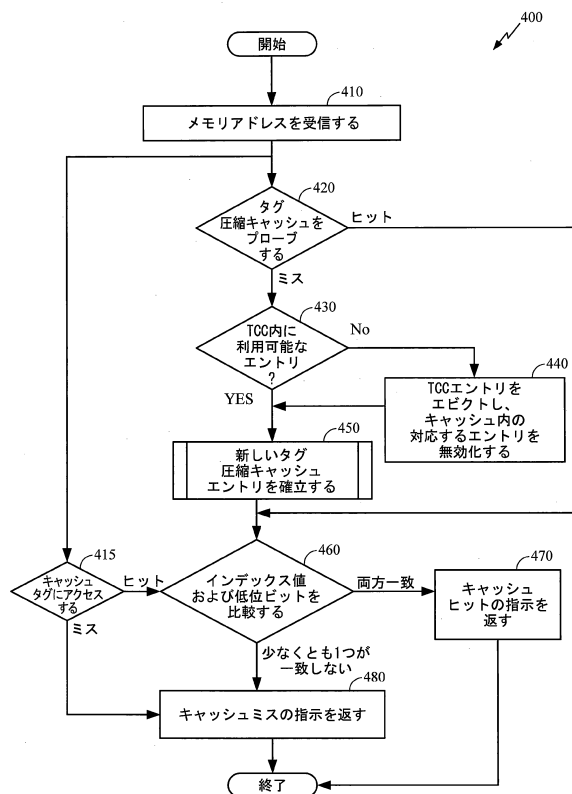 400
開始
410
メモリアドレスを受信する
420
タグ
圧縮キャッシュを
プローブ
する
ヒット
ミス
430
TCC内に
利用可能な
エントリ
?
No
YES
440
TCCエントリを
エビクトし、
キャッシュ内の
対応するエントリを
無効化する
450
新しいタグ
圧縮キャッシュ
エントリを確立する
415
キャッシュ
タグにアクセス
する
ヒット
ミス
460
インデックス値
および低位ビットを
比較する
両方一致
470
キャッシュ
ヒットの指示を
返す
少なくとも1つが
一致しない
480
キャッシュミスの指示を返す
終了